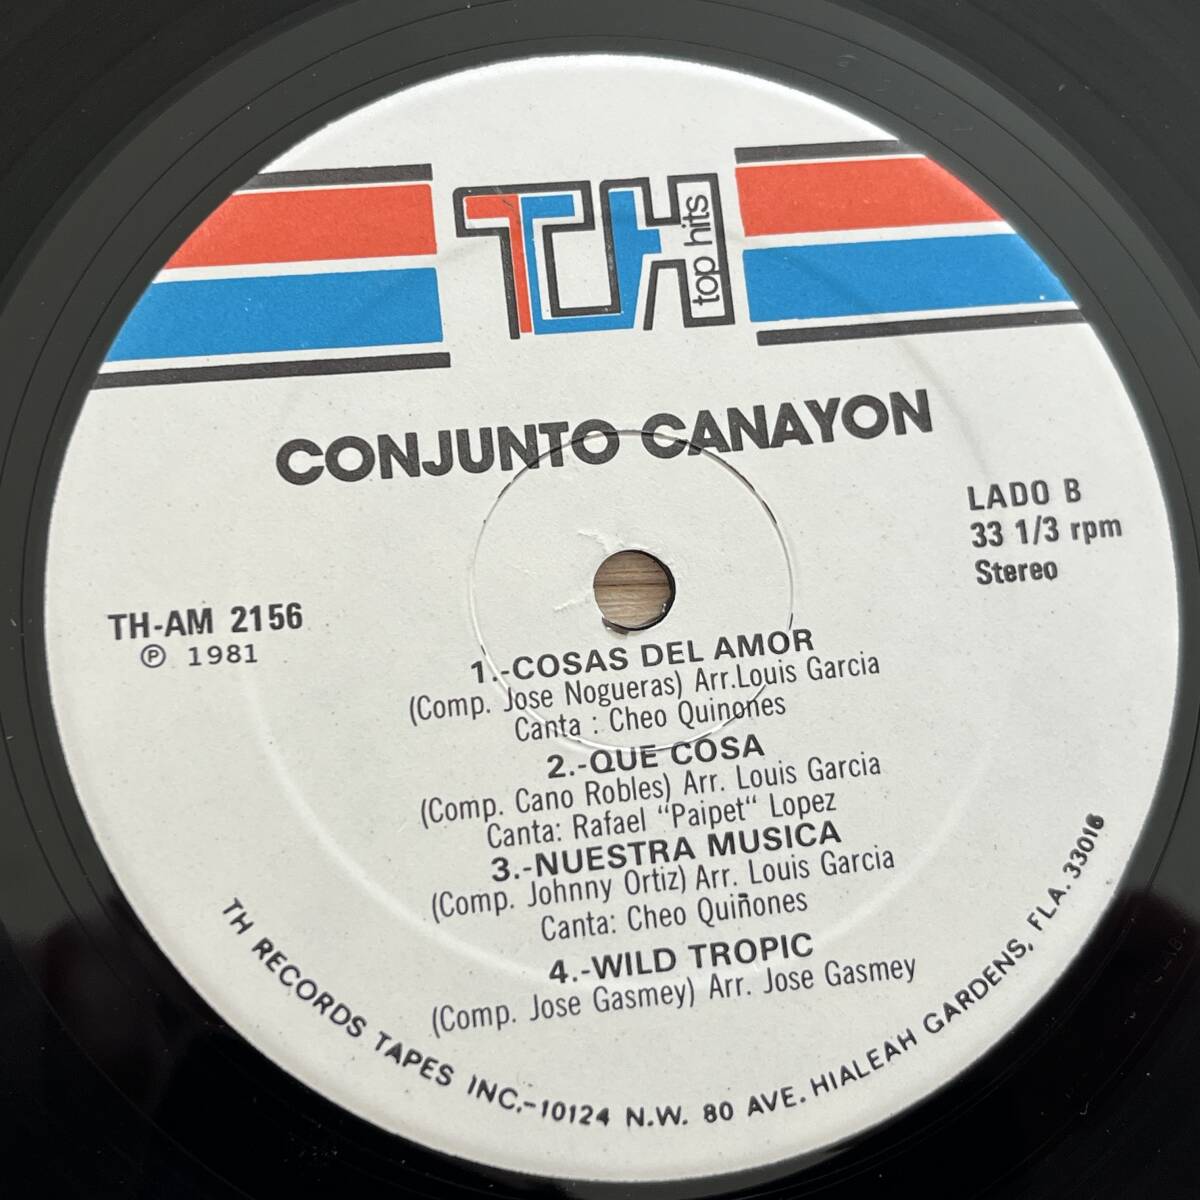 TH
top hits
CONJUNTO CANAYON
LADO B
33 1/3 rpm
Stereo
TH-AM 2156
℗ 1981
1.-COSAS DEL AMOR
(Comp. Jose Nogueras) Arr.Louis Garcia
Canta : Cheo Quinones
2.-QUE COSA
(Comp. Cano Robles) Arr. Louis Garcia
Canta: Rafael "Paipet" Lopez
3.-NUESTRA MUSICA
(Comp. Johnny Ortiz) Arr. Louis Garcia
Canta: Cheo Quiñones
4.-WILD TROPIC
(Comp. Jose Gasmey) Arr. Jose Gasmey
TH RECORDS TAPES INC.-10124 N.W. 80 AVE. HIALEAH GARDENS, FLA. 33016